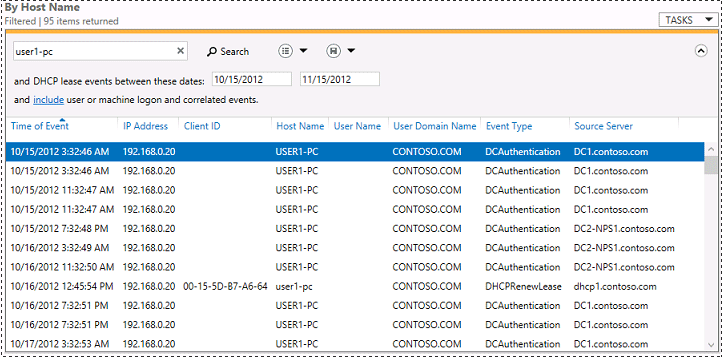 By Host Name
Filtered | 95 items returned
TASKS
user1-pc
Search
and DHCP lease events between these dates: 10/15/2012 11/15/2012
and include user or machine logon and correlated events.
Time of Event IP Address Client ID Host Name User Name User Domain Name Event Type Source Server
10/15/2012 3:32:46 AM 192.168.0.20 USER1-PC CONTOSO.COM DCAuthentication DC1.contoso.com
10/15/2012 3:32:46 AM 192.168.0.20 USER1-PC CONTOSO.COM DCAuthentication DC1.contoso.com
10/15/2012 11:32:47 AM 192.168.0.20 USER1-PC CONTOSO.COM DCAuthentication DC1.contoso.com
10/15/2012 11:32:47 AM 192.168.0.20 USER1-PC CONTOSO.COM DCAuthentication DC1.contoso.com
10/15/2012 7:32:48 PM 192.168.0.20 USER1-PC CONTOSO.COM DCAuthentication DC2-NPS1.contoso.com
10/16/2012 3:32:49 AM 192.168.0.20 USER1-PC CONTOSO.COM DCAuthentication DC2-NPS1.contoso.com
10/16/2012 11:32:50 AM 192.168.0.20 USER1-PC CONTOSO.COM DCAuthentication DC2-NPS1.contoso.com
10/16/2012 12:45:54 PM 192.168.0.20 00-15-5D-B7-A6-64 user1-pc CONTOSO.COM DHCPRenewLease dhcp1.contoso.com
10/16/2012 7:32:51 PM 192.168.0.20 USER1-PC CONTOSO.COM DCAuthentication DC1.contoso.com
10/16/2012 7:32:51 PM 192.168.0.20 USER1-PC CONTOSO.COM DCAuthentication DC1.contoso.com
10/17/2012 3:32:53 AM 192.168.0.20 USER1-PC CONTOSO.COM DCAuthentication DC1.contoso.com